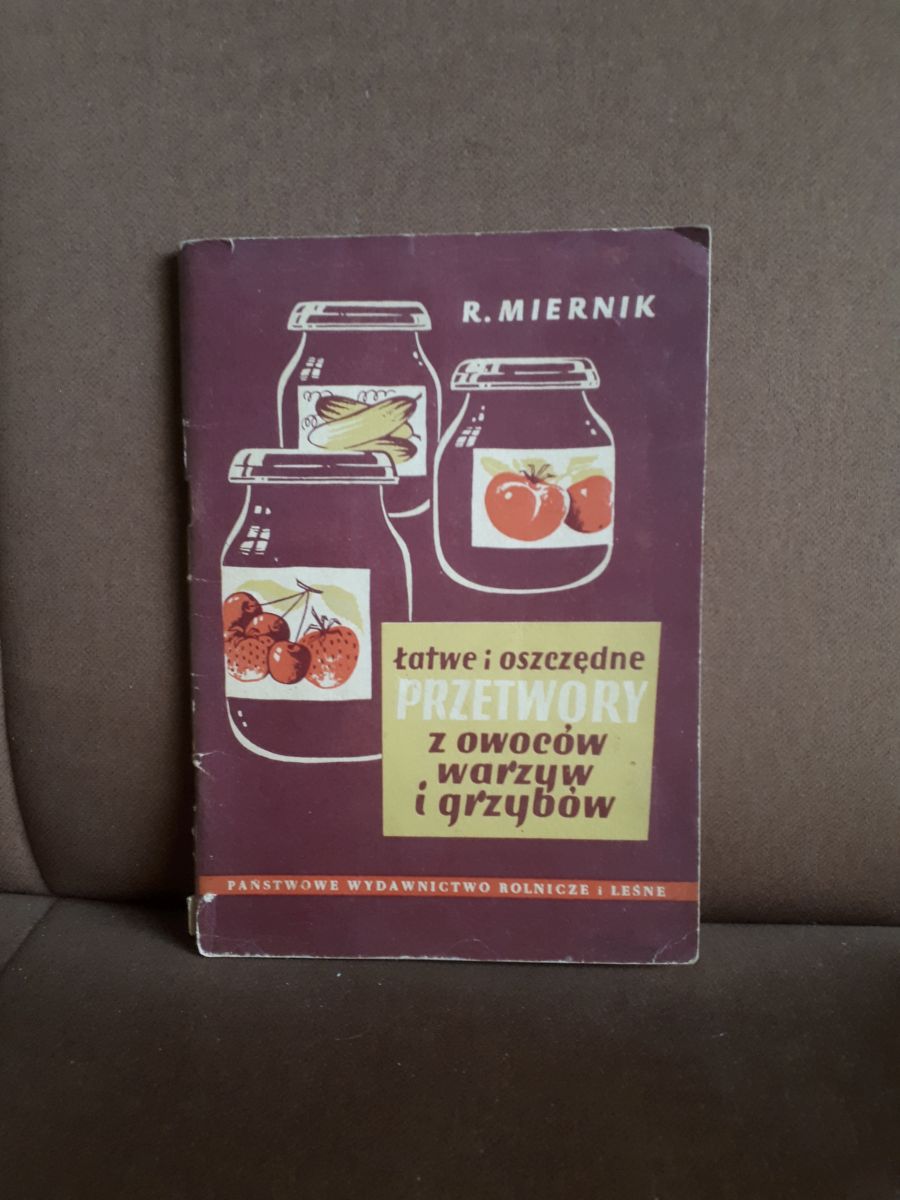 R. MIERNIK
łatwe i oszczędne
PRZETWORY
z owoców
warzyw
i grzybów
PAŃSTWOWE WYDAWNICTWO ROLNICZE i LEŚNE